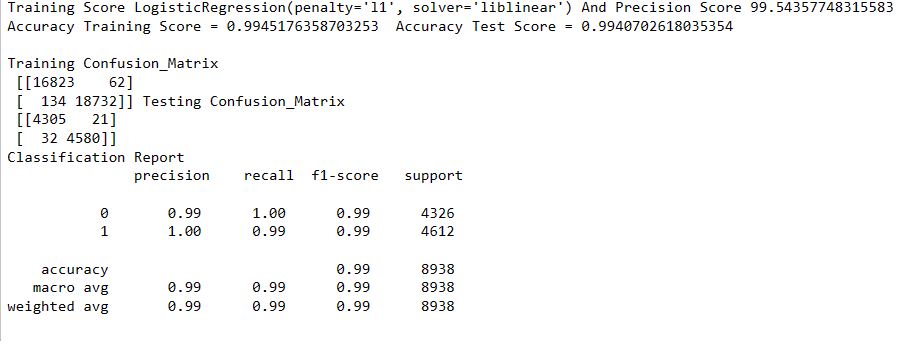 Training Score LogisticRegression(penalty='l1', solver='liblinear') And Precision Score 99.54357748315583
Accuracy Training Score = 0.9945176358703253  Accuracy Test Score = 0.9940702618035354
Training Confusion_Matrix
[[16823    62]
[  134 18732]] Testing Confusion_Matrix
[[4305   21]
[  32 4580]]
Classification Report
precision    recall  f1-score   support
0       0.99      1.00      0.99      4326
1       1.00      0.99      0.99      4612
accuracy                           0.99      8938
macro avg       0.99      0.99      0.99      8938
weighted avg       0.99      0.99      0.99      8938